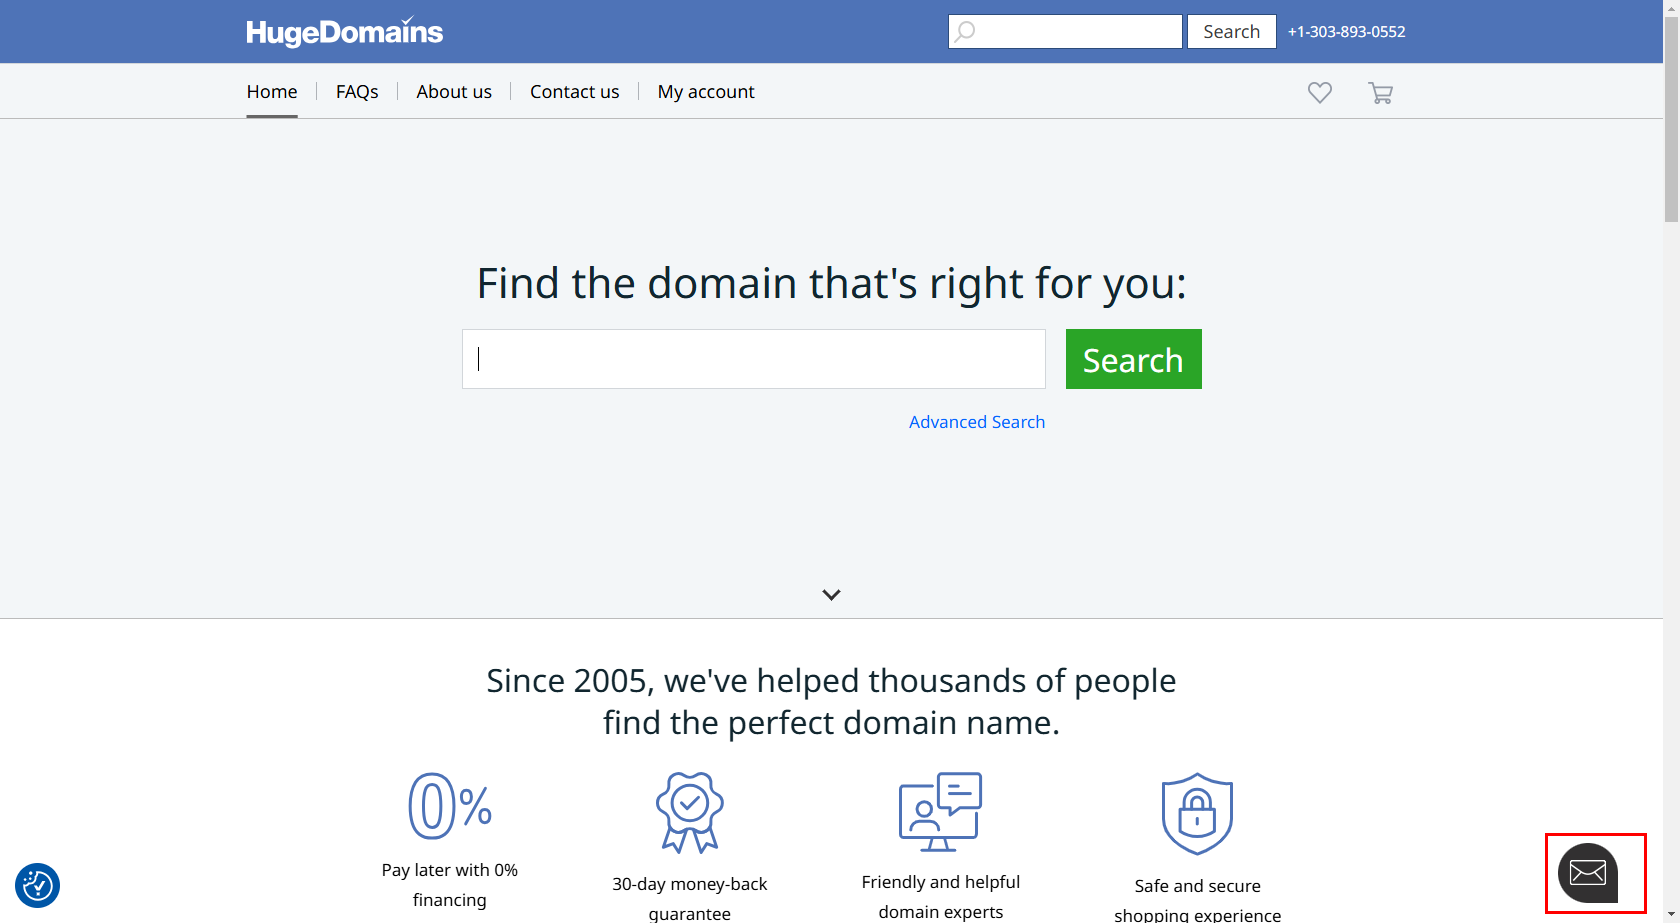 HugeDomains
Search
+1-303-893-0552
Home
FAQs
About us
Contact us
My account
Find the domain that's right for you:
Search
Advanced Search
Since 2005, we've helped thousands of people
find the perfect domain name.
0%
Pay later with 0%
financing
30-day money-back
guarantee
Friendly and helpful
domain experts
Safe and secure
shopping experience